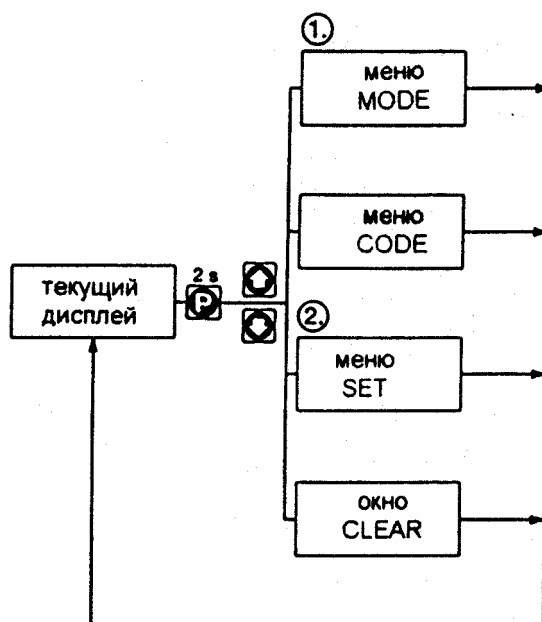 1.
меню
MODE
меню
CODE
2 s
P
текущий
дисплей
2.
меню
SET
окно
CLEAR